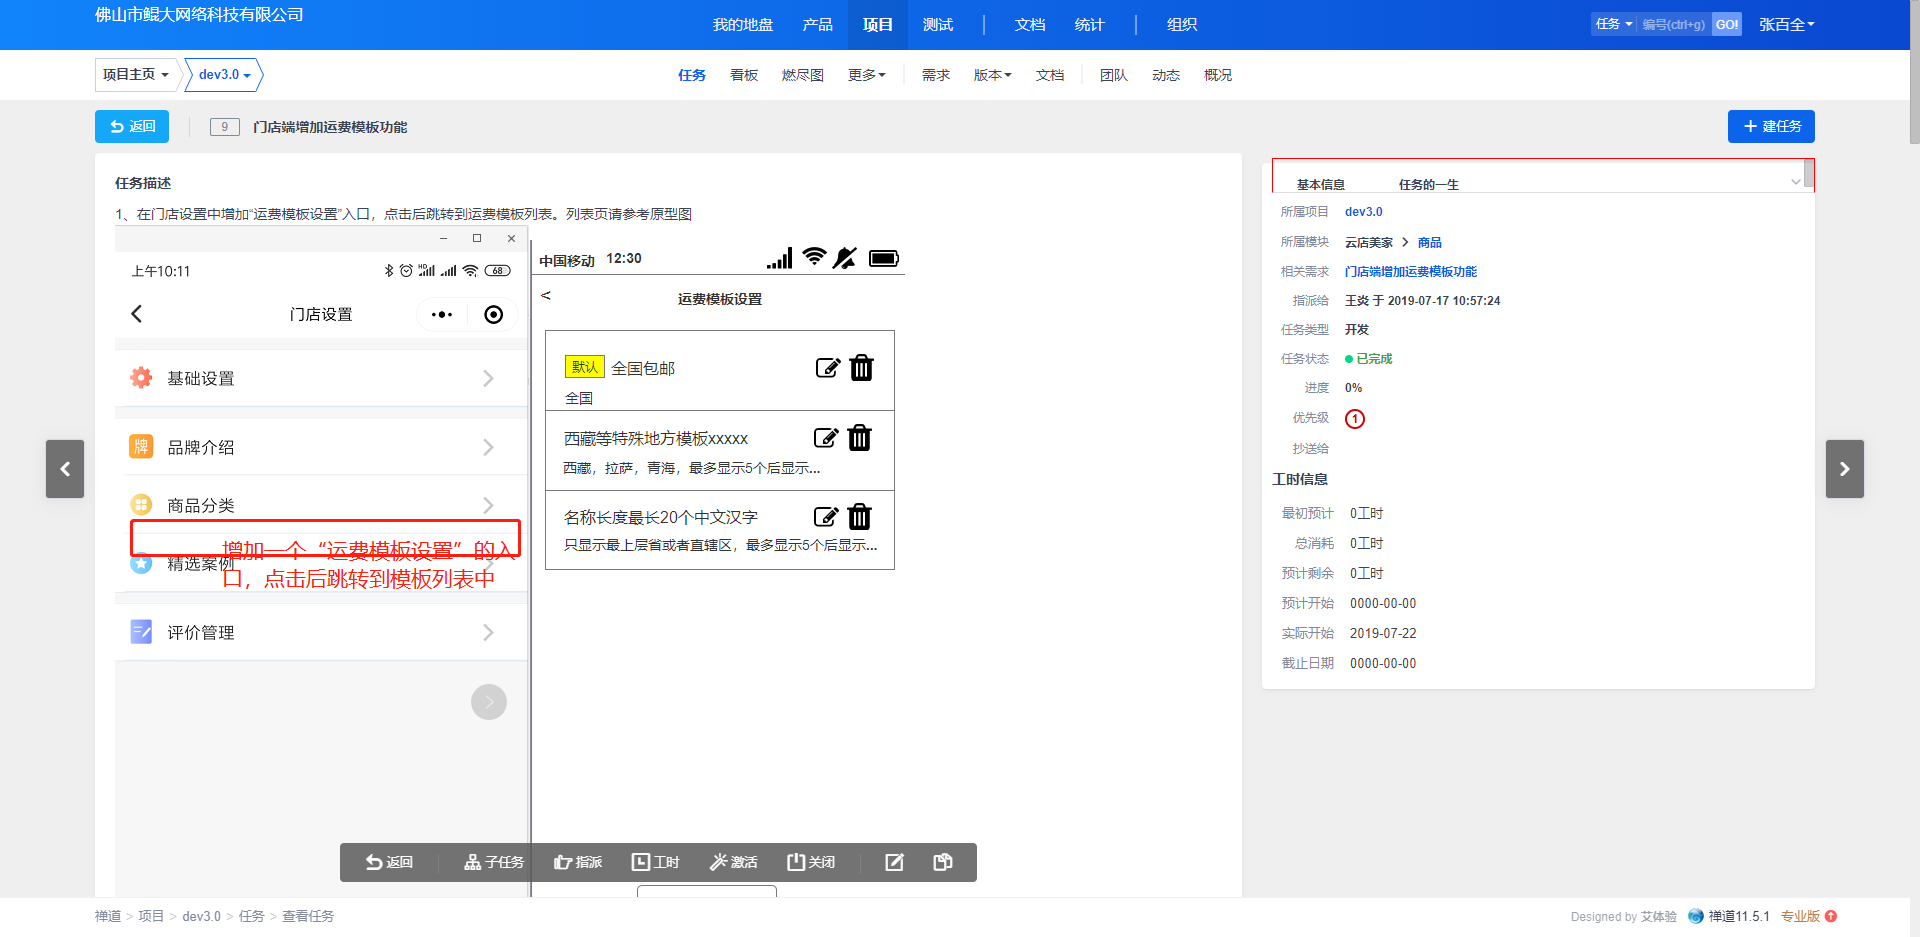 佛山市鲲大网络科技有限公司
我的地盘 产品 项目 测试 文档 统计 组织
任务 编号(ctrl+g) GO! 张百全
项目主页 dev3.0
任务 看板 燃尽图 更多 需求 版本 文档 团队 动态 概况
返回 9 门店端增加运费模板功能
建任务
任务描述
1、在门店设置中增加“运费模板设置”入口，点击后跳转到运费模板列表。列表页请参考原型图
上午10:11
HD 68
门店设置
基础设置
牌 品牌介绍
商品分类
精选案例
增加一个“运费模板设置”的入
口，点击后跳转到模板列表中
评价管理
中国移动 12:30
<
运费模板设置
默认 全国包邮
全国
西藏等特殊地方模板xxxxx
西藏，拉萨，青海，最多显示5个后显示...
名称长度最长20个中文汉字
只显示最上层省或者直辖区，最多显示5个后显示...
返回 子任务 指派 工时 激活 关闭
基本信息 任务的一生
所属项目 dev3.0
所属模块 云店美家 > 商品
相关需求 门店端增加运费模板功能
指派给 王炎 于 2019-07-17 10:57:24
任务类型 开发
任务状态 已完成
进度 0%
优先级 1
抄送给
工时信息
最初预计 0工时
总消耗 0工时
预计剩余 0工时
预计开始 0000-00-00
实际开始 2019-07-22
截止日期 0000-00-00
禅道 > 项目 > dev3.0 > 任务 > 查看任务
Designed by 艾体验 禅道11.5.1 专业版